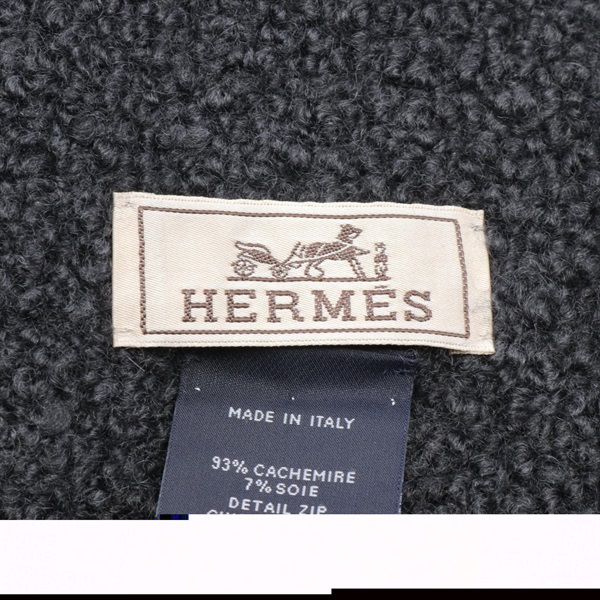 HERMÈS
MADE IN ITALY
93% CACHEMIRE
7% SOIE
DETAIL ZIP